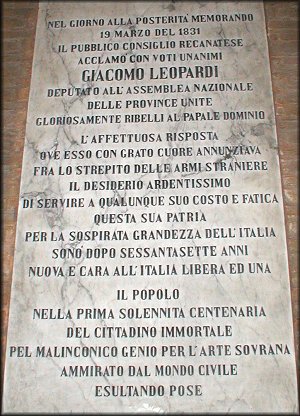 NEL GIORNO ALLA POSTERITÀ MEMORANDO
19 MARZO DEL 1831
IL PUBBLICO CONSIGLIO RECANATESE
ACCLAMO CON VOTI UNANIMI
GIACOMO LEOPARDI
DEPUTATO ALL'ASSEMBLEA NAZIONALE
DELLE PROVINCE UNITE
GLORIOSAMENTE RIBELLI AL PAPALE DOMINIO
L'AFFETTUOSA RISPOSTA
OVE ESSO CON GRATO CUORE ANNUNZIAVA
FRA LO STREPITO DELLE ARMI STRANIERE
IL DESIDERIO ARDENTISSIMO
DI SERVIRE A QUALUNQUE SUO COSTO E FATICA
QUESTA SUA PATRIA
PER LA SOSPIRATA GRANDEZZA DELL'ITALIA
SONO DOPO SESSANTASETTE ANNI
NUOVA E CARA ALL'ITALIA LIBERA ED UNA
IL POPOLO
NELLA PRIMA SOLENNITÀ CENTENARIA
DEL CITTADINO IMMORTALE
PEL MALINCONICO GENIO PER L'ARTE SOVRANA
AMMIRATO DAL MONDO CIVILE
ESULTANDO POSE